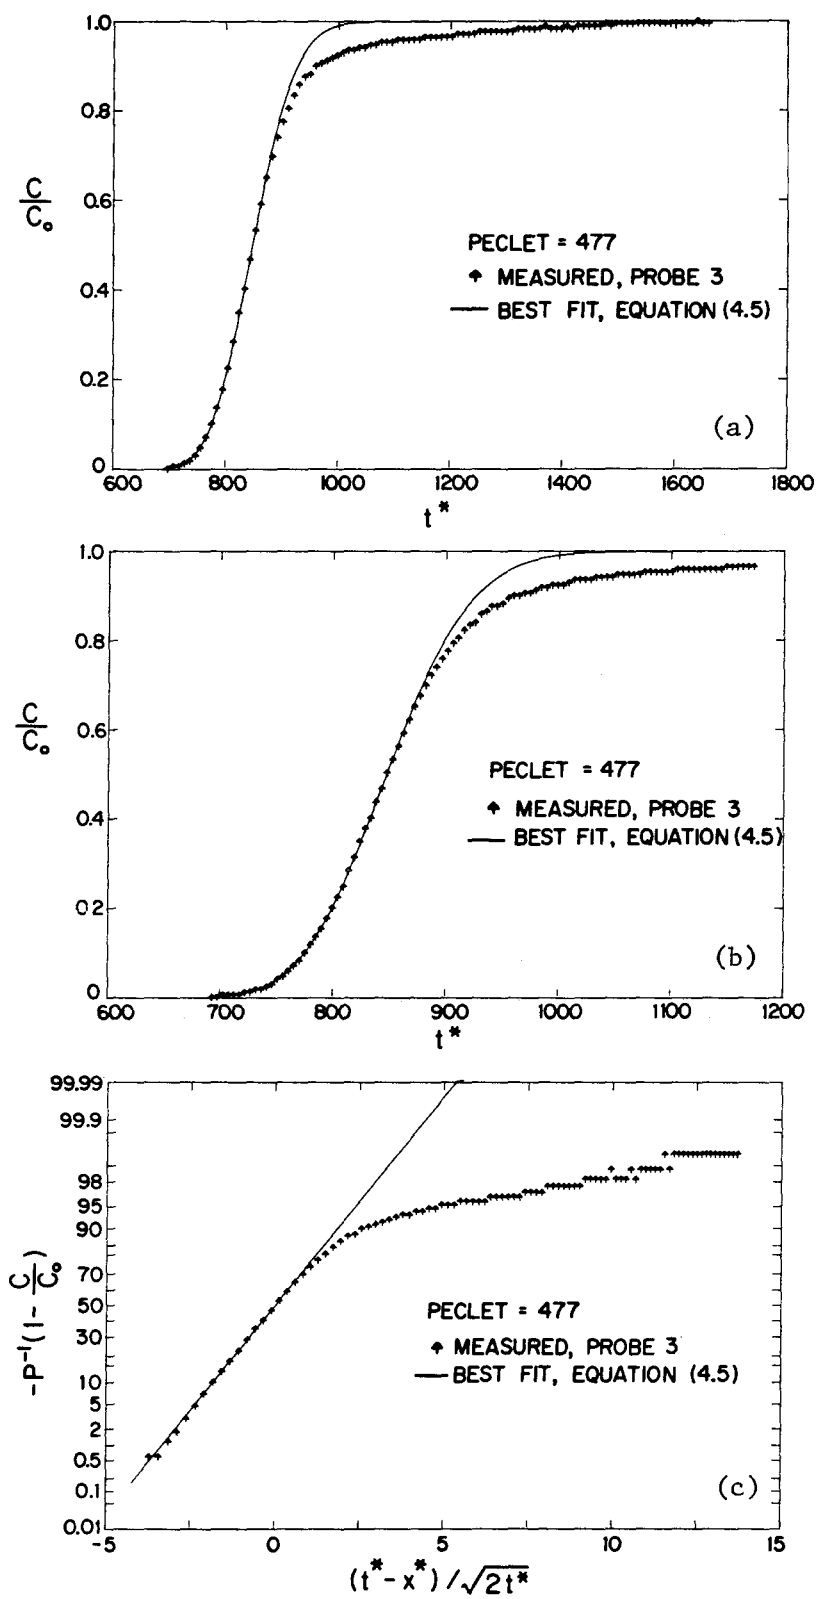 1.0
0.8
0.6
0.4
0.2
0
C/C₀
PECLET = 477
MEASURED, PROBE 3
BEST FIT, EQUATION (4.5)
(a)
600 800 1000 1200 1400 1600 1800
t*
1.0
0.8
0.6
0.4
0 2
0
C/C₀
PECLET = 477
MEASURED, PROBE 3
BEST FIT, EQUATION (4.5)
(b)
600 700 800 900 1000 1100 1200
t*
99.99
99.9
98
95
90
70
50
30
10
5
2
0.5
0.1
0.01
-P⁻¹(1- C/C₀)
PECLET = 477
MEASURED, PROBE 3
BEST FIT, EQUATION (4.5)
(c)
-5 0 5 10 15
(t*-x*)/√2t*